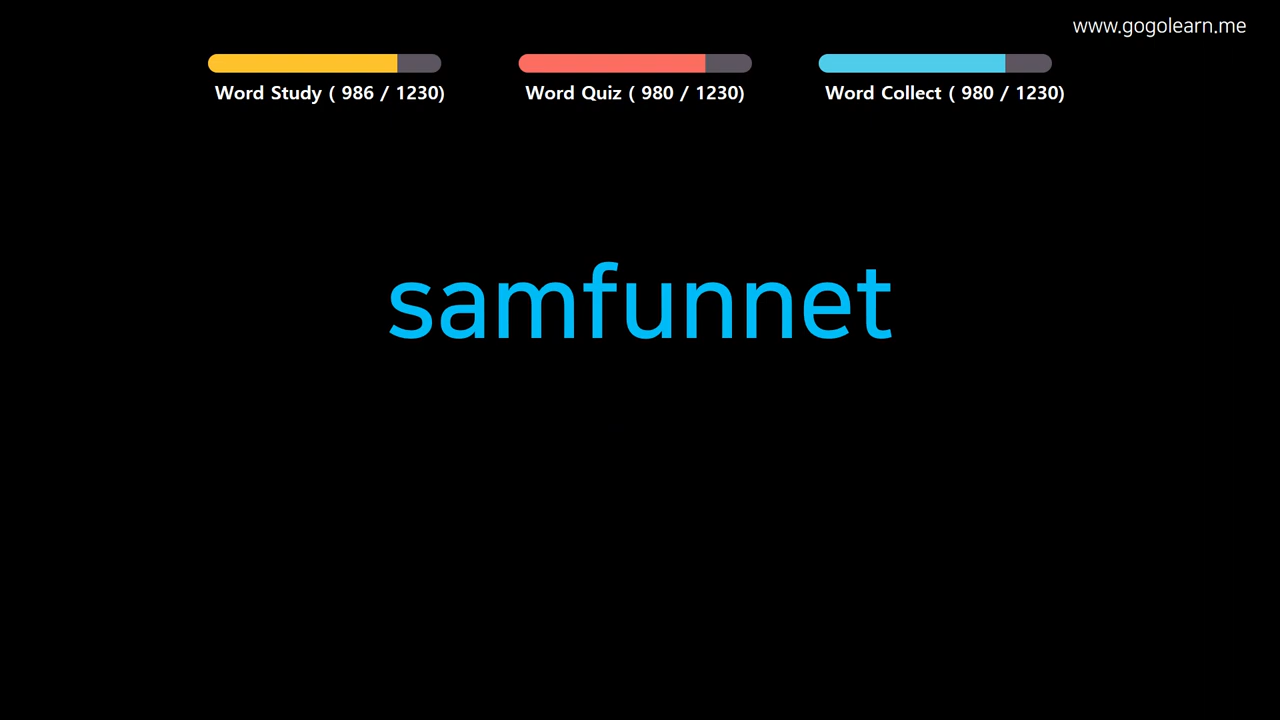 www.gogolearn.me
Word Study ( 986 / 1230)
Word Quiz ( 980 / 1230)
Word Collect ( 980 / 1230)
samfunnet